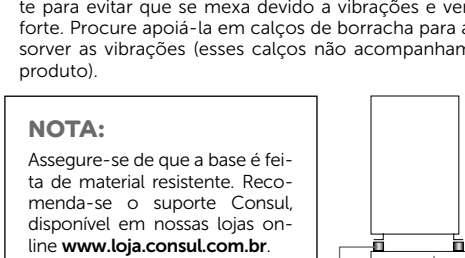 te para evitar que se mexa devido a vibrações e
forte. Procure apoiá-la em calços de borracha para
sorver as vibrações (esses calços não acompanham
produto).
NOTA:
Assegure-se de que a base é fei-
ta de material resistente. Reco-
menda-se o suporte Consul,
disponível em nossas lojas on-
line www.loja.consul.com.br.